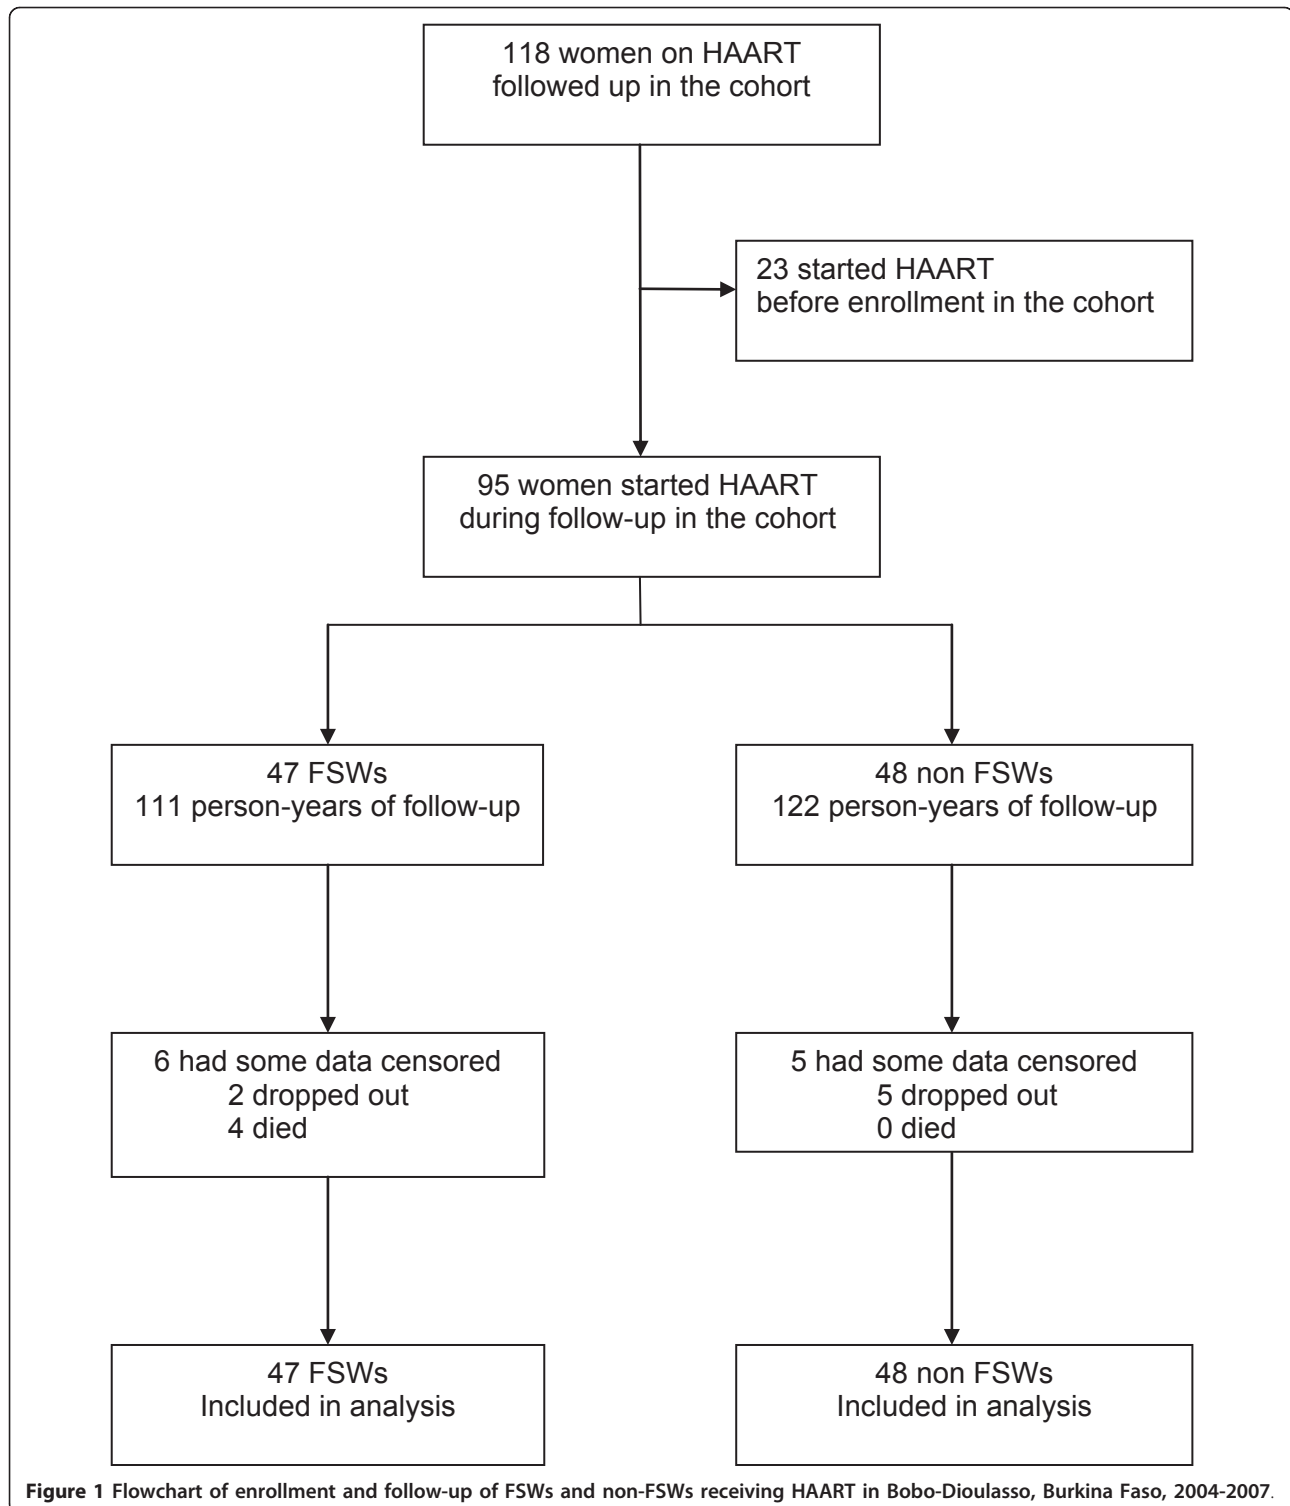 118 women on HAART
followed up in the cohort
23 started HAART
before enrollment in the cohort
95 women started HAART
during follow-up in the cohort
47 FSWs
111 person-years of follow-up
48 non FSWs
122 person-years of follow-up
6 had some data censored
2 dropped out
4 died
5 had some data censored
5 dropped out
0 died
47 FSWs
Included in analysis
48 non FSWs
Included in analysis
Figure 1 Flowchart of enrollment and follow-up of FSWs and non-FSWs receiving HAART in Bobo-Dioulasso, Burkina Faso, 2004-2007.